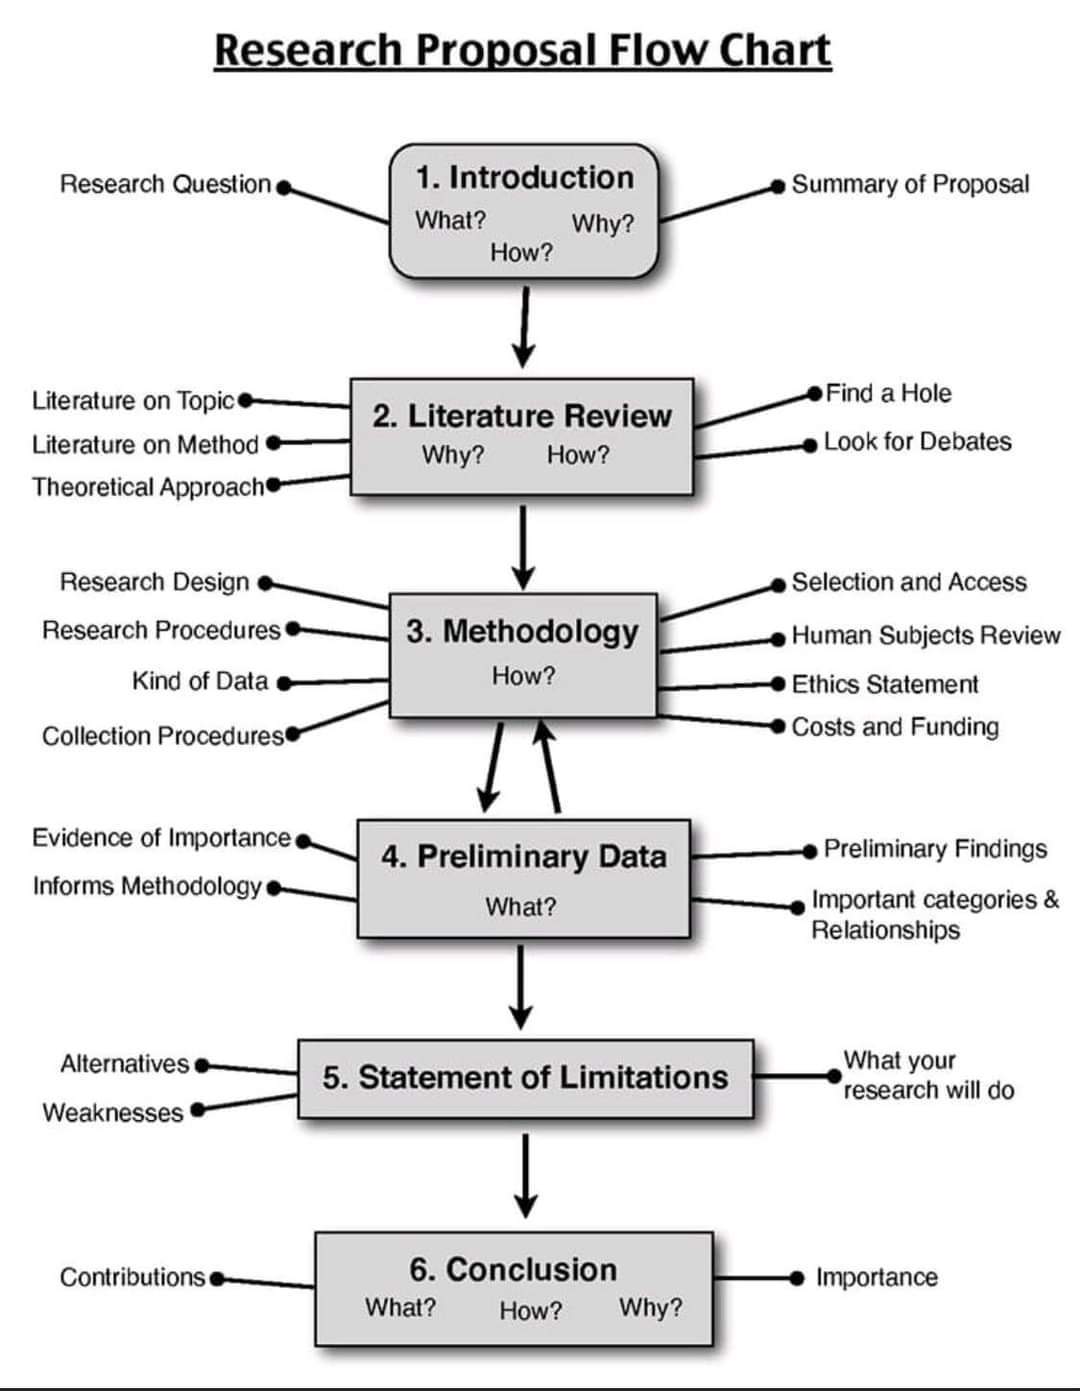 Research Proposal Flow Chart
Research Question
1. Introduction
What? Why?
How?
Summary of Proposal
Literature on Topic
Literature on Method
Theoretical Approach
2. Literature Review
Why? How?
Find a Hole
Look for Debates
Research Design
Research Procedures
Kind of Data
Collection Procedures
3. Methodology
How?
Selection and Access
Human Subjects Review
Ethics Statement
Costs and Funding
Evidence of Importance
Informs Methodology
4. Preliminary Data
What?
Preliminary Findings
Important categories &
Relationships
Alternatives
Weaknesses
5. Statement of Limitations
What your
research will do
Contributions
6. Conclusion
What? How? Why?
Importance